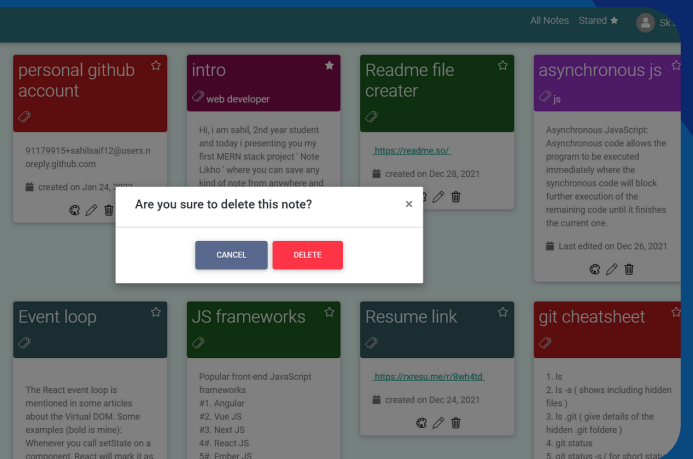 All Notes Stared
Sk
personal github
account
91179915+sahilsaif12@users.n
oreply.github.com
created on Jan 24,
intro
web developer
Hi, i am sahil, 2nd year student
and today i presenting you my
first MERN stack project ' Note
Likho ' where you can save any
kind of note from anywhere and
Readme file
creater
https://readme.so/
created on Dec 28, 2021
asynchronous js
js
Asynchronous JavaScript:
Asynchronous code allows the
program to be executed
immediately where the
synchronous code will block
further execution of the
remaining code until it finishes
the current one.
Last edited on Dec 26, 2021
Are you sure to delete this note?
×
CANCEL
DELETE
Event loop
The React event loop is
mentioned in some articles
about the Virtual DOM. Some
examples (bold is mine):
Whenever you call setState on a
component, React will mark it as
JS frameworks
Popular front-end JavaScript
frameworks
#1. Angular
#2. Vue JS
#3. Next JS
4#. React JS
5#. Ember JS
Resume link
https://rxresu.me/r/8wh4td
created on Dec 24, 2021
git cheatsheet
1. ls
2. ls -a ( shows including hidden
files )
3. ls .git ( give details of the
hidden .git foldere )
4. git status
5. git status -s ( for short